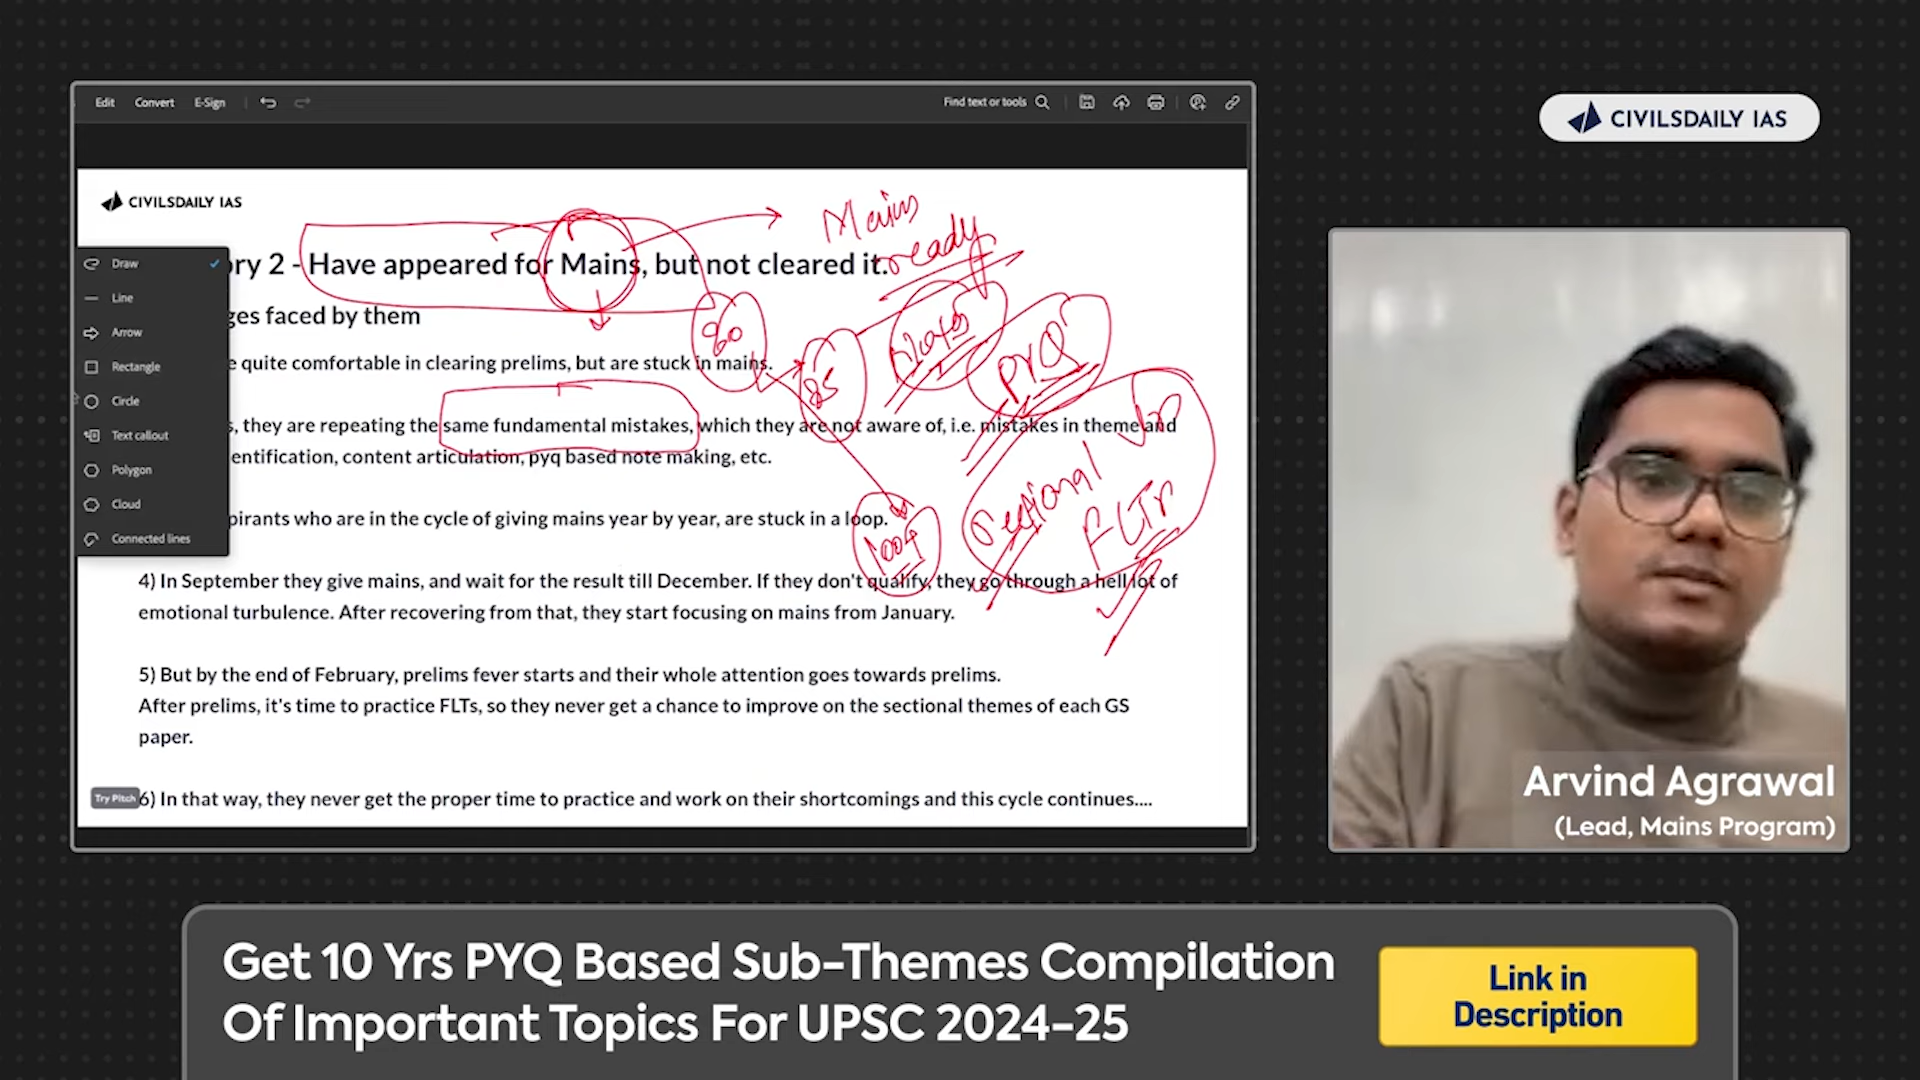 Edit Convert E-Sign Find text or tools
CIVILSDAILY IAS
CIVILSDAILY IAS
Mains
ready
ry 2 - Have appeared for Mains, but not cleared it.
ges faced by them
80
85
Notes
PYQ
e quite comfortable in clearing prelims, but are stuck in mains.
s, they are repeating the same fundamental mistakes, which they are not aware of, i.e. mistakes in theme and
entification, content articulation, pyq based note making, etc.
Sectional
FLTs
pirants who are in the cycle of giving mains year by year, are stuck in a loop.
4) In September they give mains, and wait for the result till December. If they don't qualify, they go through a hell lot of
emotional turbulence. After recovering from that, they start focusing on mains from January.
5) But by the end of February, prelims fever starts and their whole attention goes towards prelims.
After prelims, it's time to practice FLTs, so they never get a chance to improve on the sectional themes of each GS
paper.
6) In that way, they never get the proper time to practice and work on their shortcomings and this cycle continues....
Draw
Line
Arrow
Rectangle
Circle
Text callout
Polygon
Cloud
Connected lines
Try Pitch
Arvind Agrawal
(Lead, Mains Program)
Get 10 Yrs PYQ Based Sub-Themes Compilation
Of Important Topics For UPSC 2024-25
Link in
Description